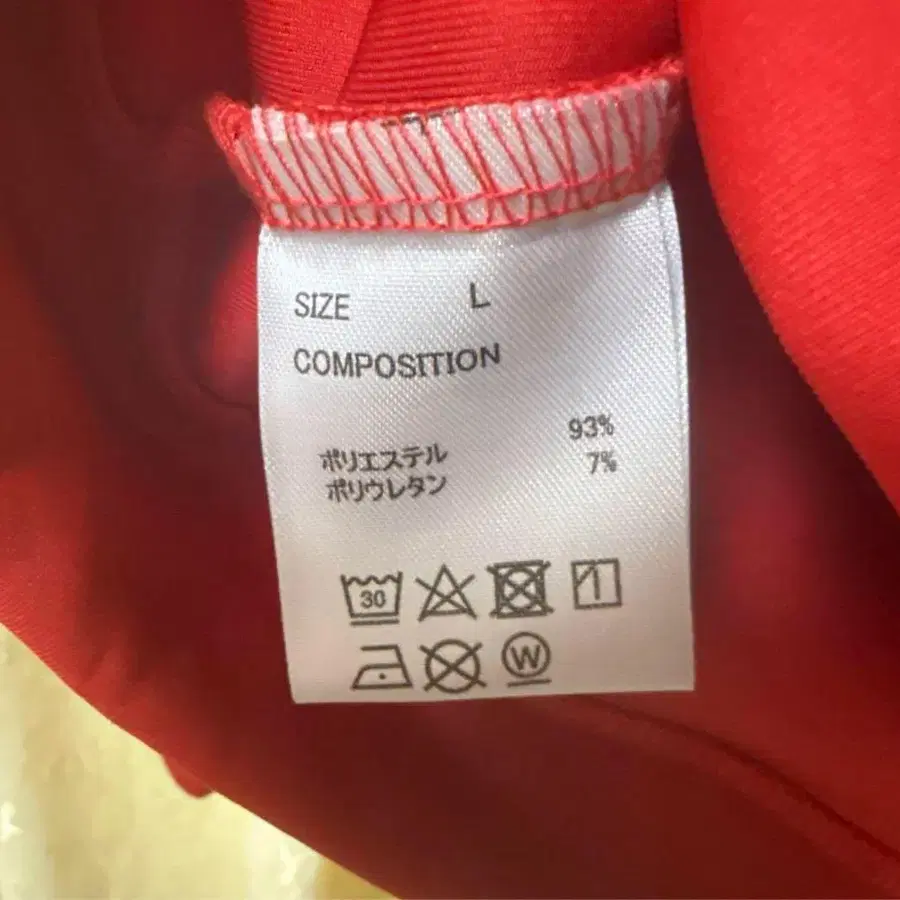 SIZE L
COMPOSITION
ポリエステル 93%
ポリウレタン 7%
30
W